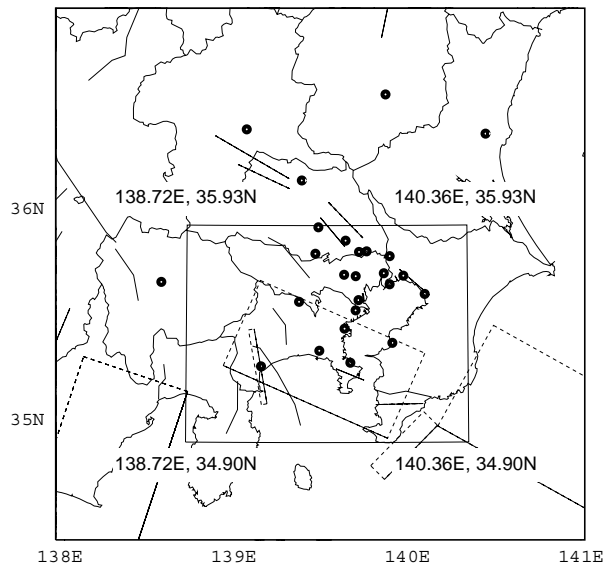 138.72E, 35.93N 140.36E, 35.93N
36N
35N
138.72E, 34.90N 140.36E, 34.90N
138E 139E 140E 141E